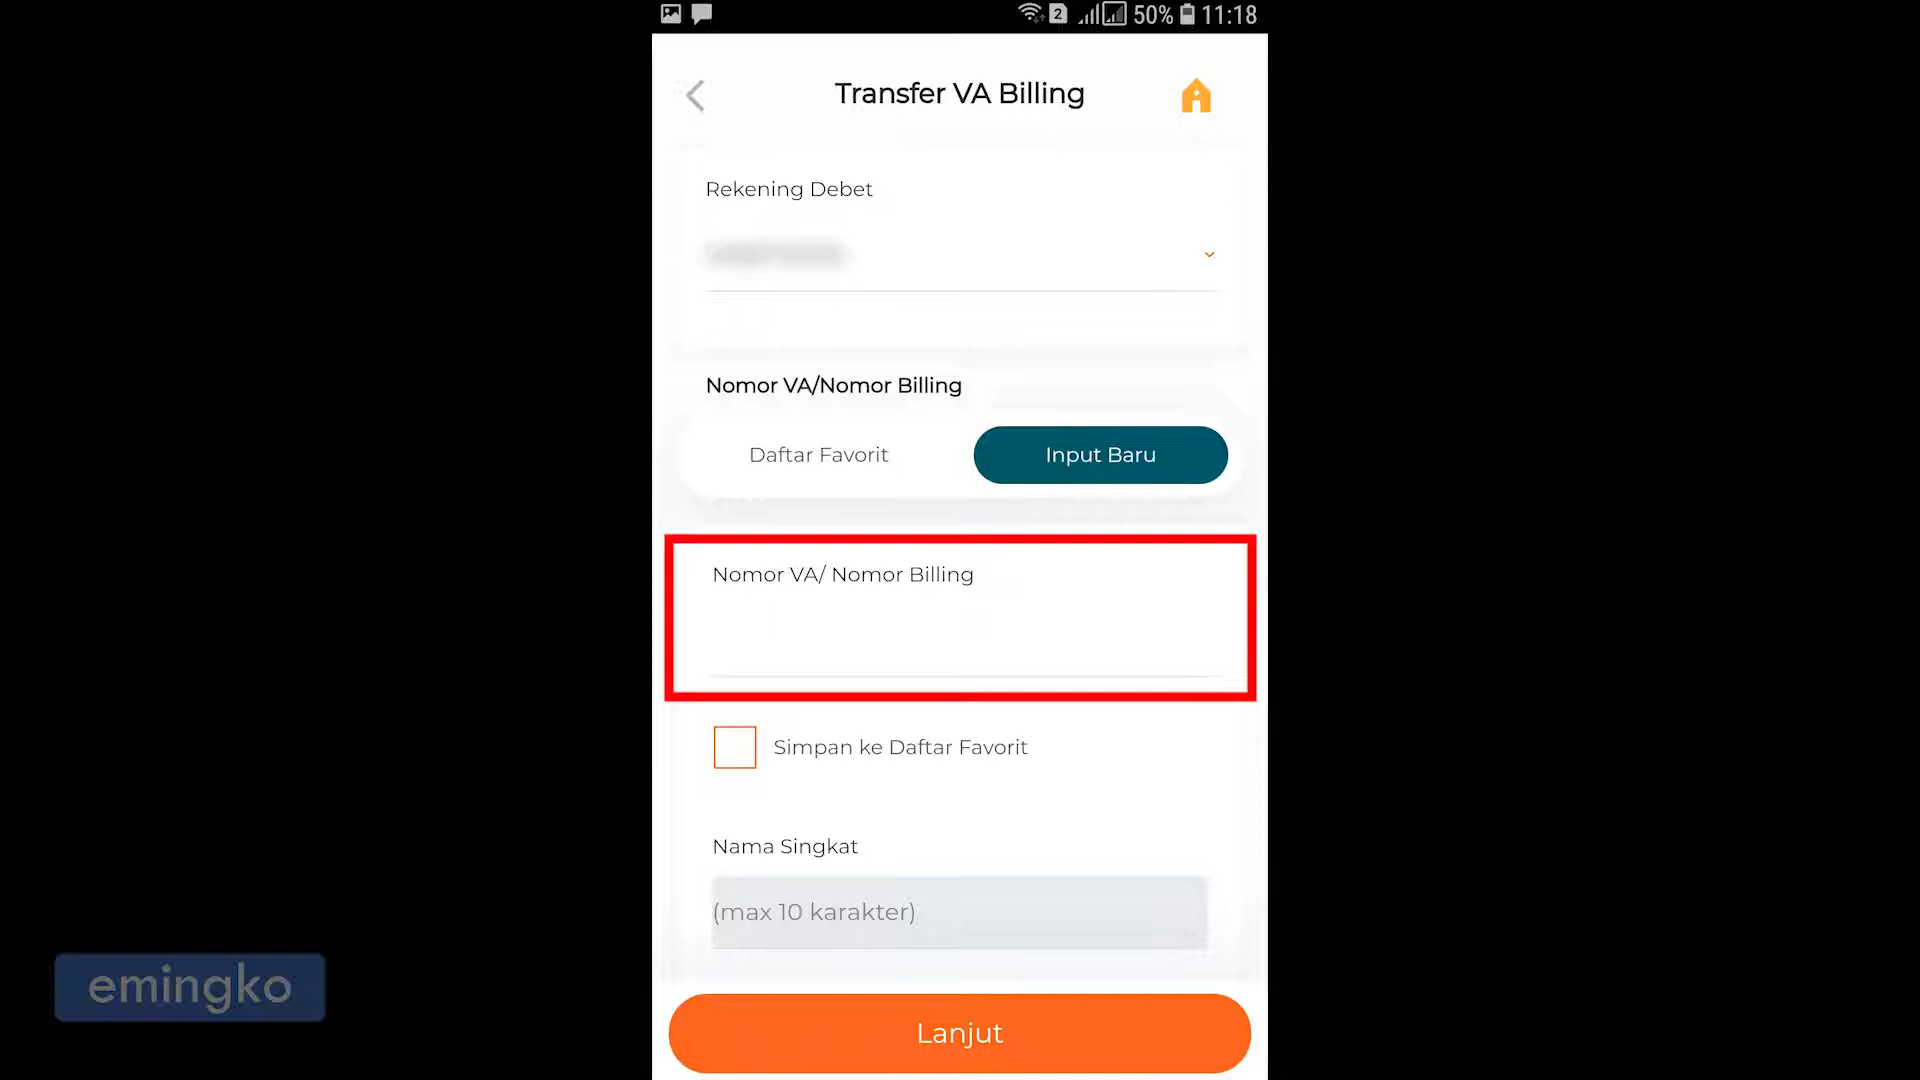 2 50% 11:18
Transfer VA Billing
Rekening Debet
Nomor VA/Nomor Billing
Daftar Favorit Input Baru
Nomor VA/ Nomor Billing
Simpan ke Daftar Favorit
Nama Singkat
(max 10 karakter)
emingko
Lanjut